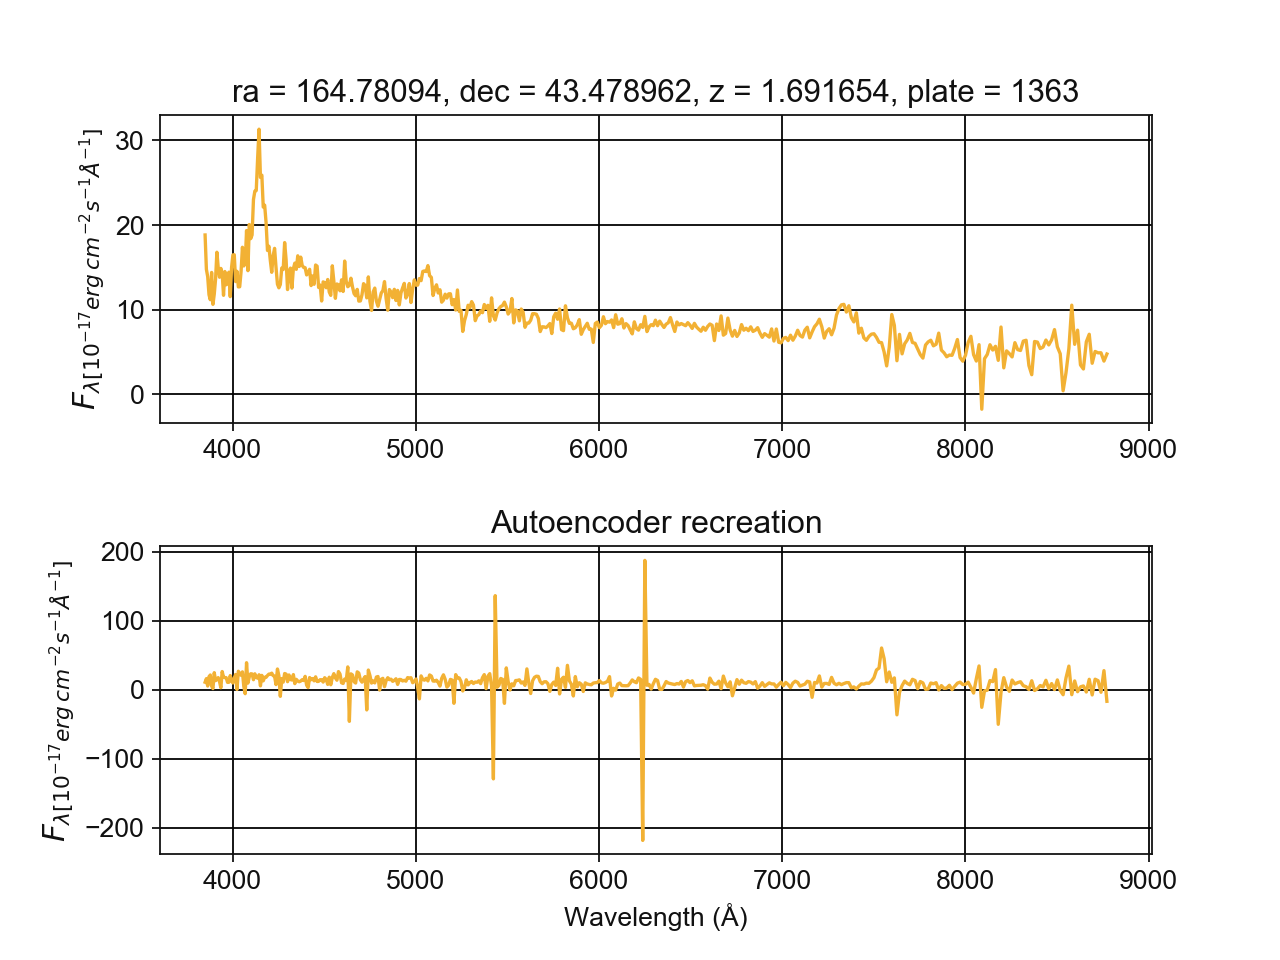 ra = 164.78094, dec = 43.478962, z = 1.691654, plate = 1363
F_λ[10^−17 erg cm^−2 s^−1 Å^−1]
30
20
10
0
4000 5000 6000 7000 8000 9000
Autoencoder recreation
F_λ[10^−17 erg cm^−2 s^−1 Å^−1]
200
100
0
−100
−200
4000 5000 6000 7000 8000 9000
Wavelength (Å)